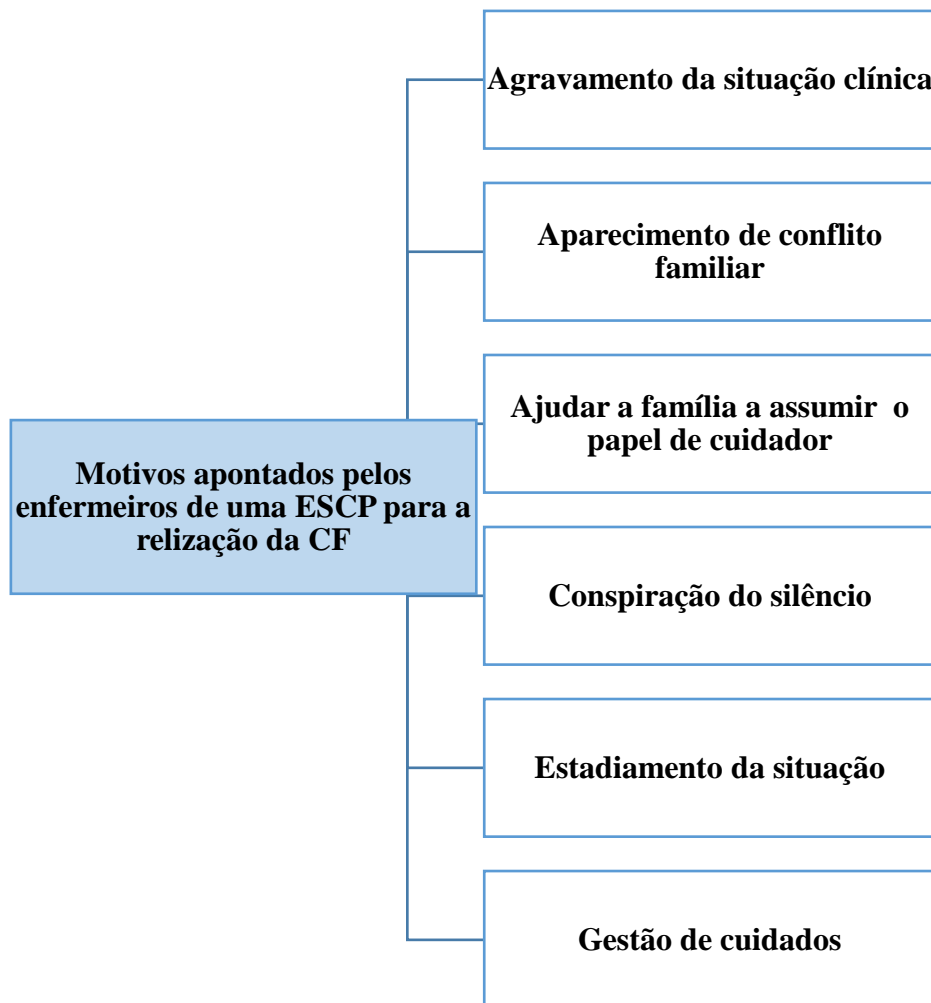 Agravamento da situação clínica
Aparecimento de conflito
familiar
Ajudar a família a assumir o
papel de cuidador
Motivos apontados pelos
enfermeiros de uma ESCP para a
relização da CF
Conspiração do silêncio
Estadiamento da situação
Gestão de cuidados